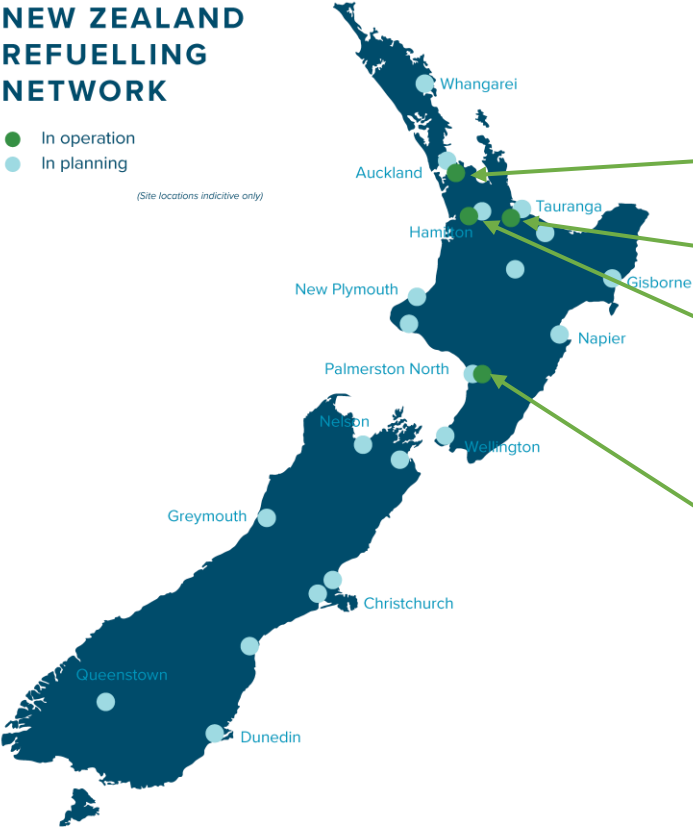 NEW ZEALAND
REFUELLING
NETWORK
In operation
In planning
(Site locations indicitive only)
Whangarei
Auckland
Tauranga
Hamilton
Gisborne
New Plymouth
Napier
Palmerston North
Nelson
Wellington
Greymouth
Christchurch
Queenstown
Dunedin